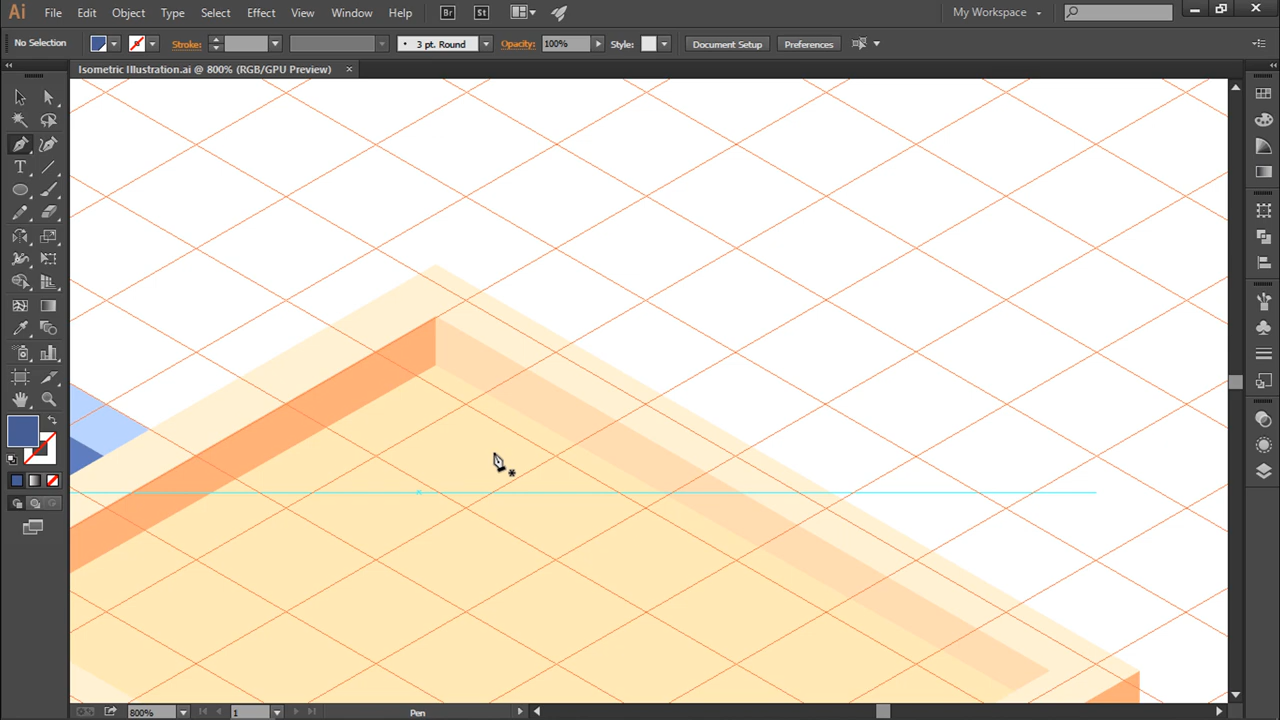 Ai File Edit Object Type Select Effect View Window Help Br St My Workspace
No Selection Stroke: 3 pt. Round Opacity: 100% Style: Document Setup Preferences
Isometric Illustration.ai @ 800% (RGB/GPU Preview) ×
T
800% 1 Pen